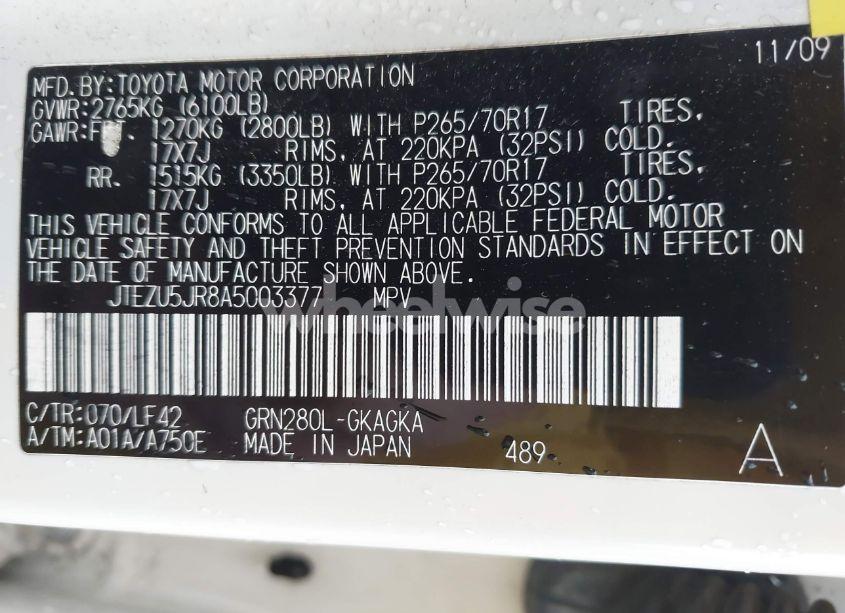 11/09
MFD. BY: TOYOTA MOTOR CORPORATION
GVWR: 2765KG (6100LB)
GAWR: F T. 1270KG (2800LB) WITH P265/70R17 TIRES,
17X7J RIMS, AT 220KPA (32PSI) COLD.
RR. 1515KG (3350LB) WITH P265/70R17 TIRES,
17X7J RIMS, AT 220KPA (32PSI) COLD.
THIS VEHICLE CONFORMS TO ALL APPLICABLE FEDERAL MOTOR
VEHICLE SAFETY AND THEFT PREVENTION STANDARDS IN EFFECT ON
THE DATE OF MANUFACTURE SHOWN ABOVE.
JTEZU5JR8A5003377 MPV
wheelwise
C/TR: 070/LF42 GRN280L-GKAGKA
A/TM: A01A/A750E MADE IN JAPAN 489 A